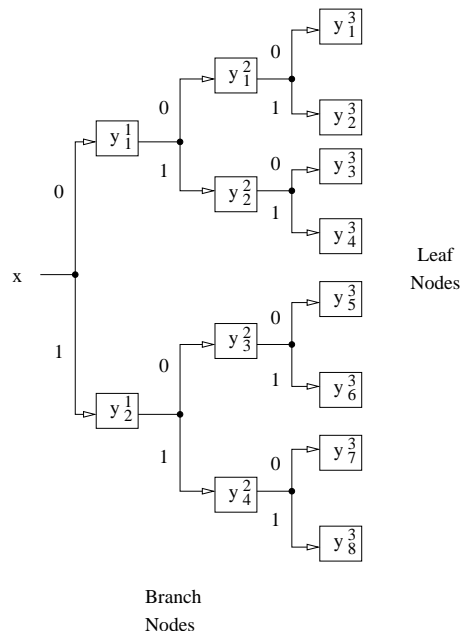 0
y 3 1
0
y 2 1
1
y 3 2
y 1 1
0
y 3 3
1
y 2 2
0
1
y 3 4
Leaf
Nodes
x
0
y 3 5
1
0
y 2 3
1
y 3 6
y 1 2
0
y 3 7
1
y 2 4
1
y 3 8
Branch
Nodes